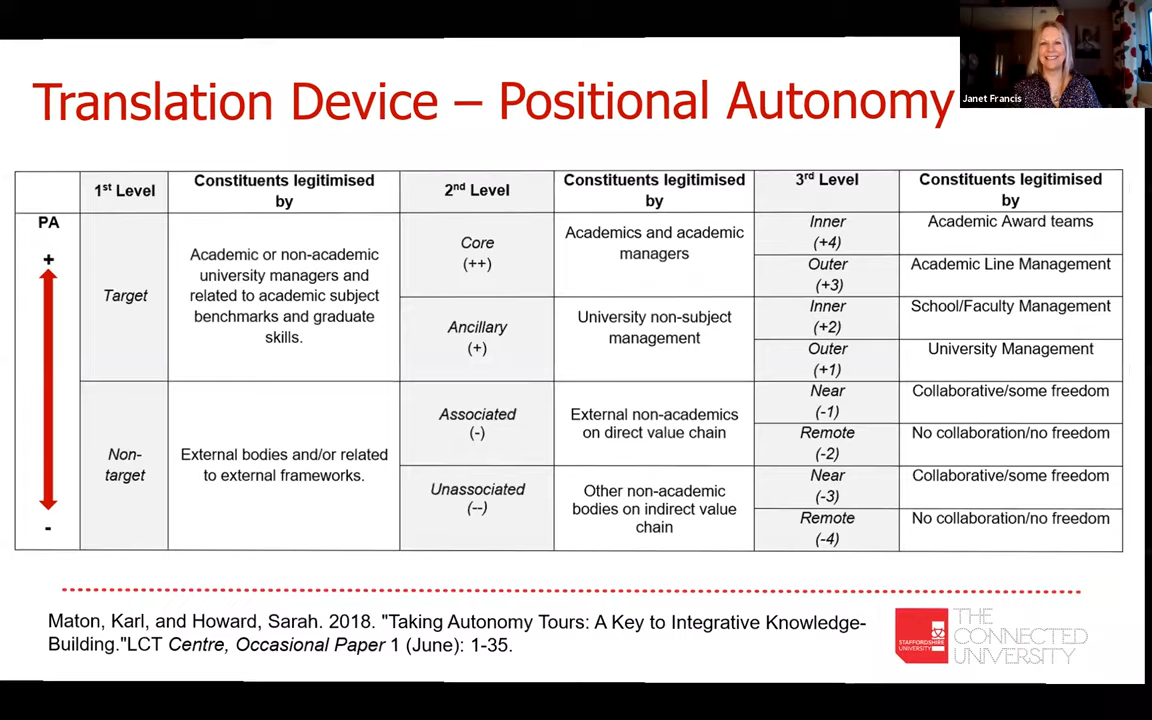 Translation Device – Positional Autonomy
Janet Francis
1st Level
Constituents legitimised
by
2nd Level
Constituents legitimised
by
3rd Level
Constituents legitimised
by
PA
+
-
Target
Academic or non-academic
university managers and
related to academic subject
benchmarks and graduate
skills.
Core
(++)
Academics and academic
managers
Inner
(+4)
Academic Award teams
Outer
(+3)
Academic Line Management
Ancillary
(+)
University non-subject
management
Inner
(+2)
School/Faculty Management
Outer
(+1)
University Management
Non-
target
External bodies and/or related
to external frameworks.
Associated
(-)
External non-academics
on direct value chain
Near
(-1)
Collaborative/some freedom
Remote
(-2)
No collaboration/no freedom
Unassociated
(--)
Other non-academic
bodies on indirect value
chain
Near
(-3)
Collaborative/some freedom
Remote
(-4)
No collaboration/no freedom
Maton, Karl, and Howard, Sarah. 2018. "Taking Autonomy Tours: A Key to Integrative Knowledge-
Building."LCT Centre, Occasional Paper 1 (June): 1-35.
STAFFORDSHIRE
UNIVERSITY
THE
CONNECTED
UNIVERSITY